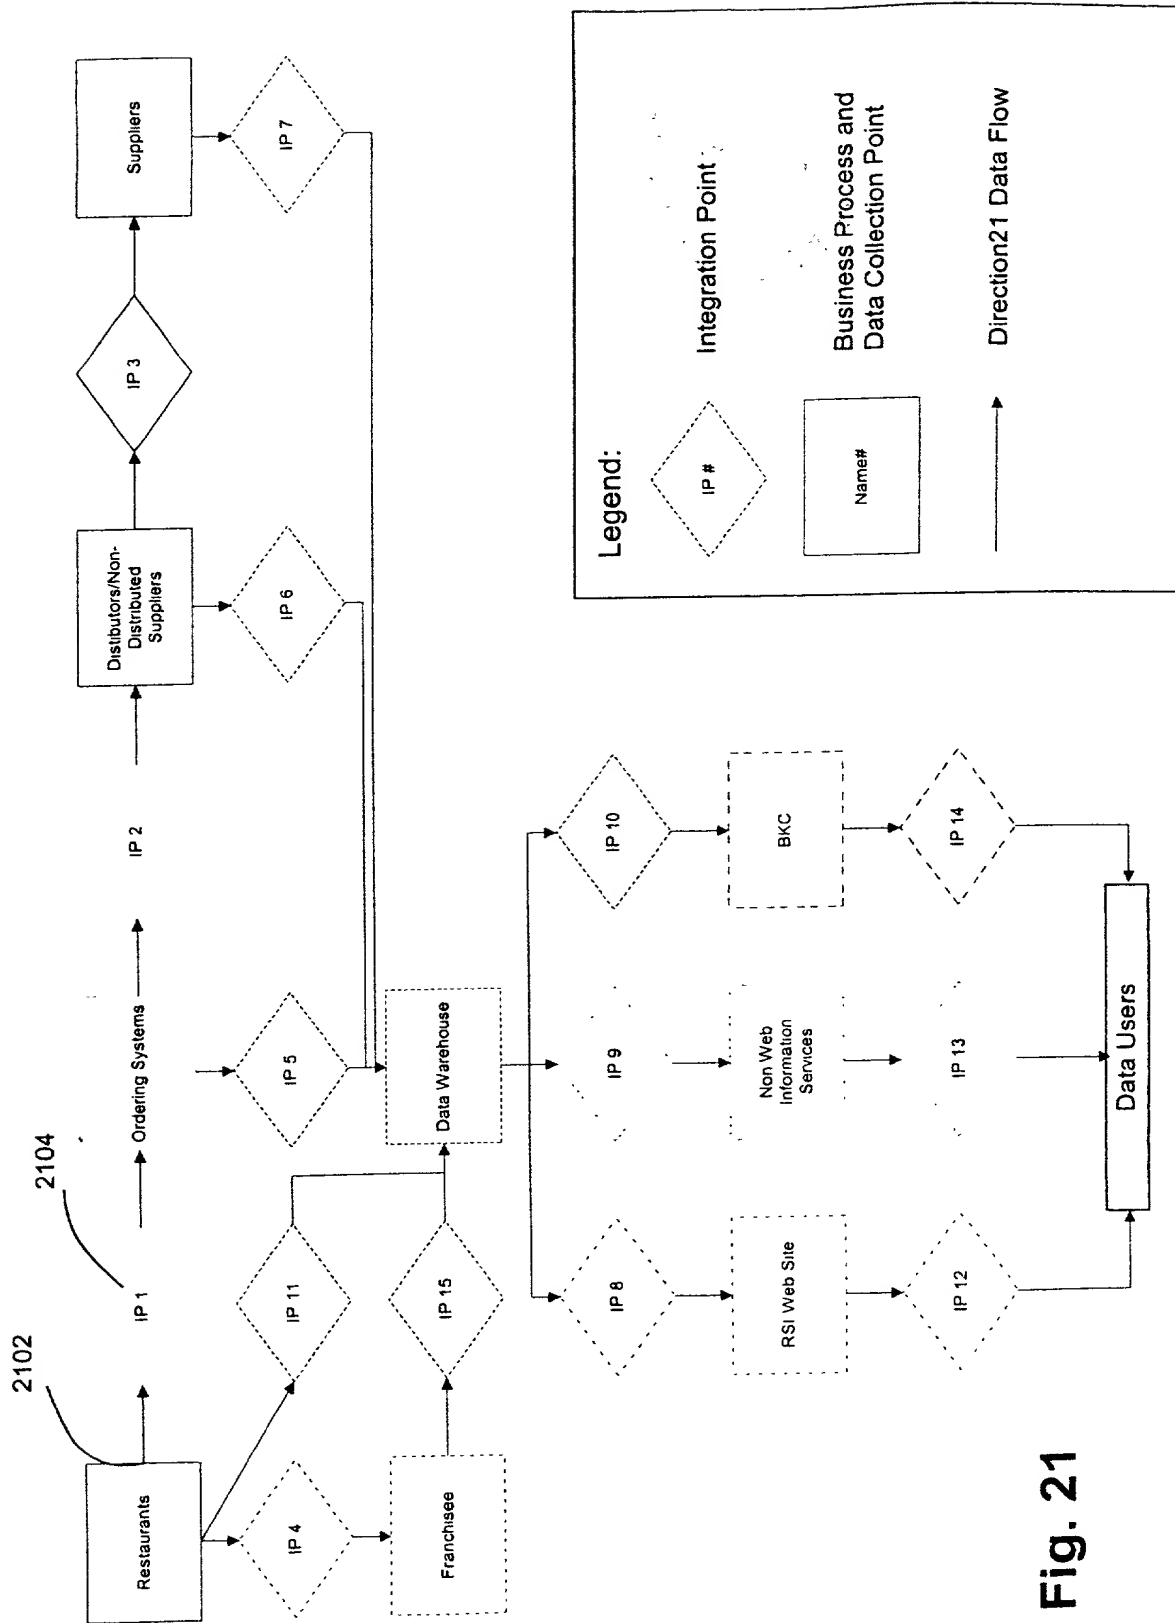 2102
2104
Restaurants
IP 1
Ordering Systems
IP 2
Distibutors/Non-
Distributed
Suppliers
IP 3
Suppliers
IP 4
IP 11
IP 5
IP 6
IP 7
Franchisee
IP 15
Data Warehouse
IP 8
IP 9
IP 10
RSI Web Site
Non Web
Information
Services
BKC
IP 12
IP 13
IP 14
Data Users
Legend:
IP #
Integration Point
Name#
Business Process and
Data Collection Point
Direction21 Data Flow
Fig. 21